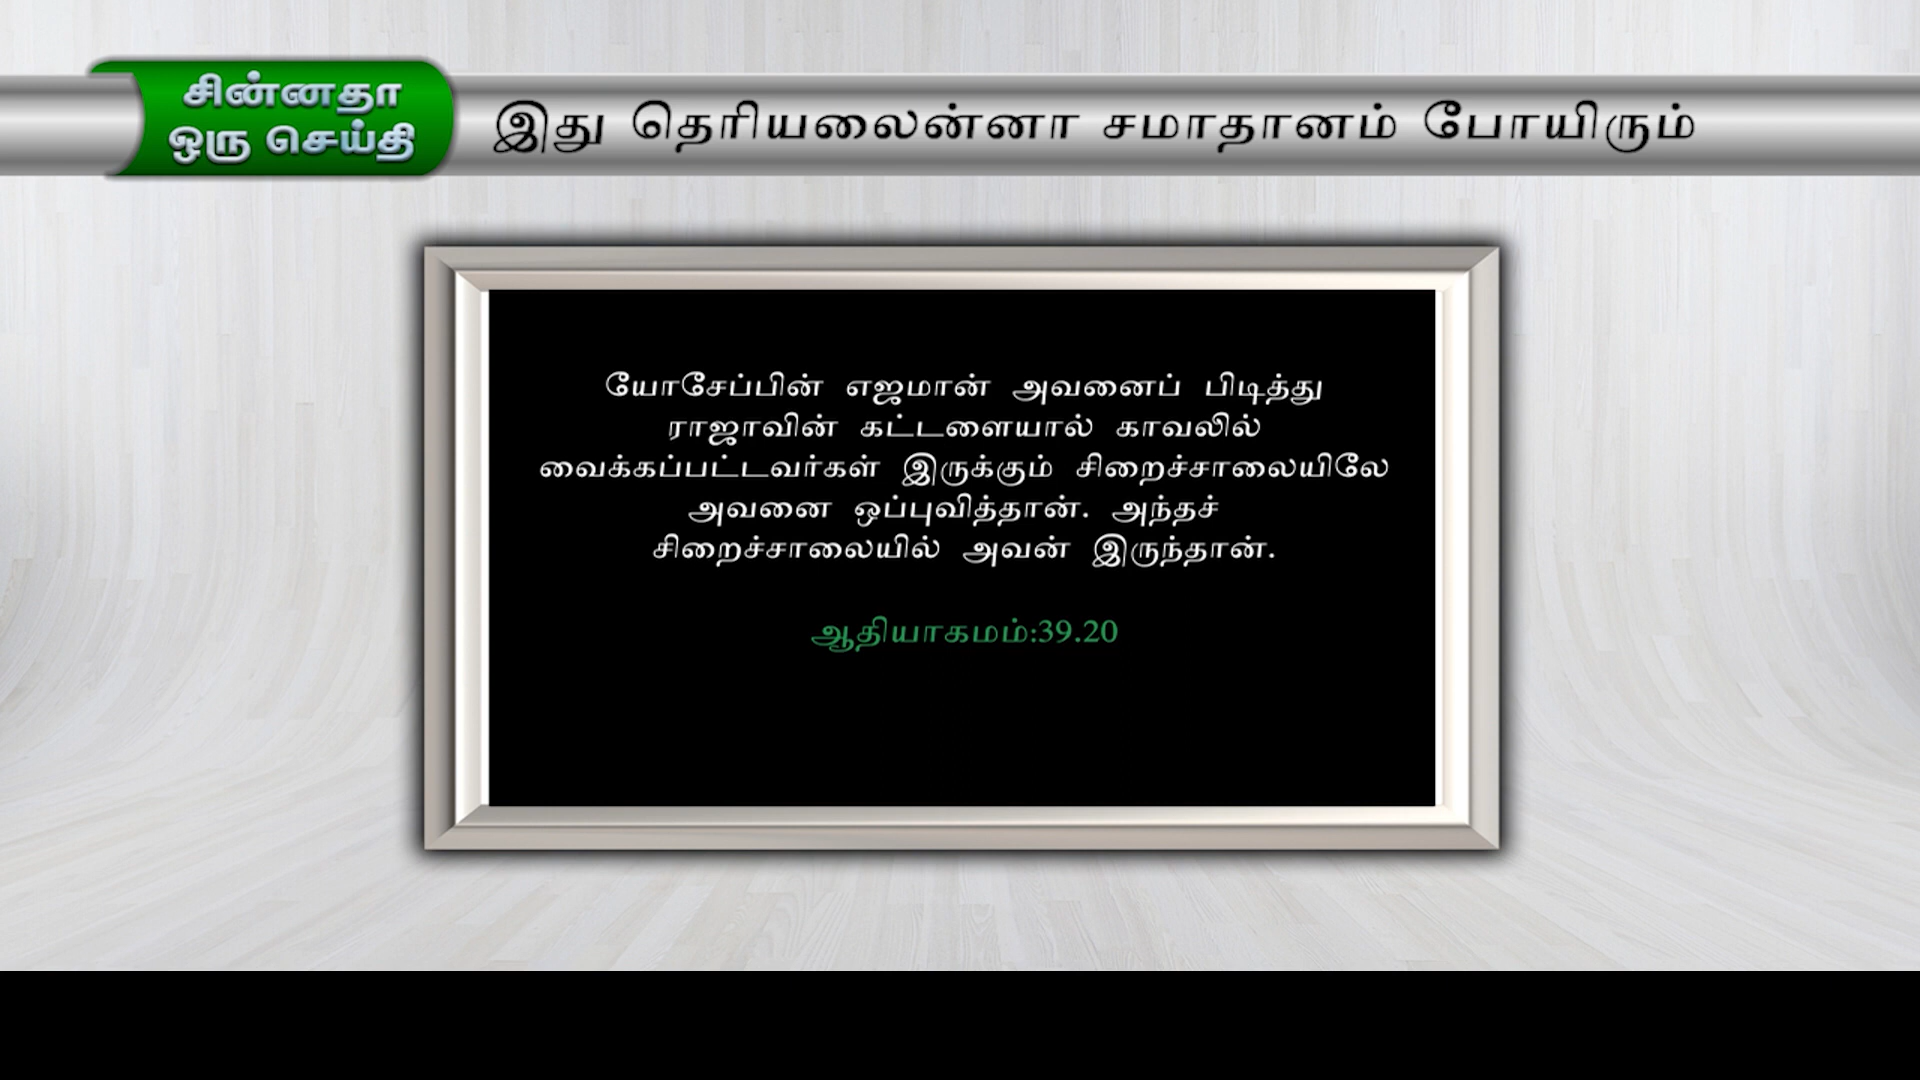 சின்னதா
ஒரு செய்தி
இது தெரியலைன்னா சமாதானம் போயிரும்
யோசேப்பின் எஜமான் அவனைப் பிடித்து
ராஜாவின் கட்டளையால் காவலில்
வைக்கப்பட்டவர்கள் இருக்கும் சிறைச்சாலையிலே
அவனை ஒப்புவித்தான். அந்தச்
சிறைச்சாலையில் அவன் இருந்தான்.
ஆதியாகமம்:39.20